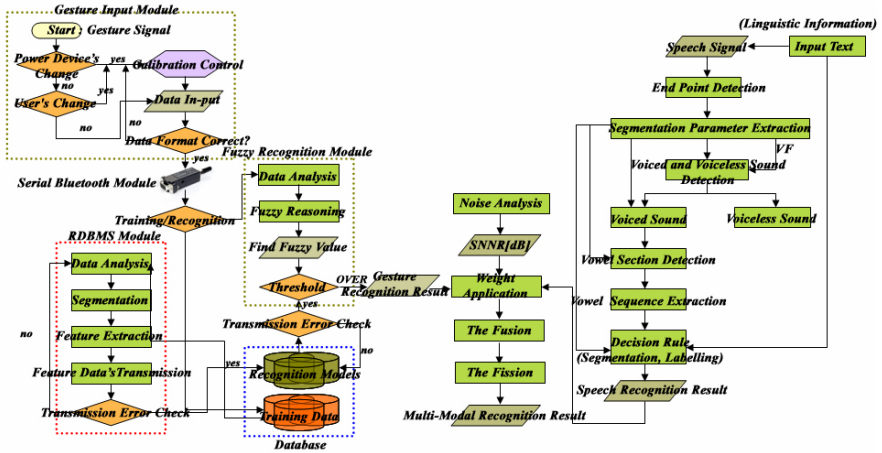 Gesture Input Module
Start : Gesture Signal
Power Device's
Change
yes
Calibration Control
no
User's Change
yes
no
no
Data In-put
Data Format Correct?
yes
Serial Bluetooth Module
Training/Recognition
Fuzzy Recognition Module
Data Analysis
Fuzzy Reasoning
Find Fuzzy Value
Threshold
OVER
Gesture
Recognition Result
yes
Transmission Error Check
no
RDBMS Module
Data Analysis
Segmentation
Feature Extraction
Feature Data'sTransmission
Transmission Error Check
no
yes
Recognition Models
Training Data
Database
Noise Analysis
SNNR[dB]
Weight
Application
The Fusion
The Fission
Multi-Modal Recognition Result
(Linguistic Information)
Speech Signal
Input Text
End Point Detection
Segmentation Parameter Extraction
VF
Voiced and Voiceless Sound
Detection
Voiced Sound
Voiceless Sound
Vowel Section Detection
Vowel Sequence Extraction
Decision Rule
(Segmentation, Labelling)
Speech Recognition Result